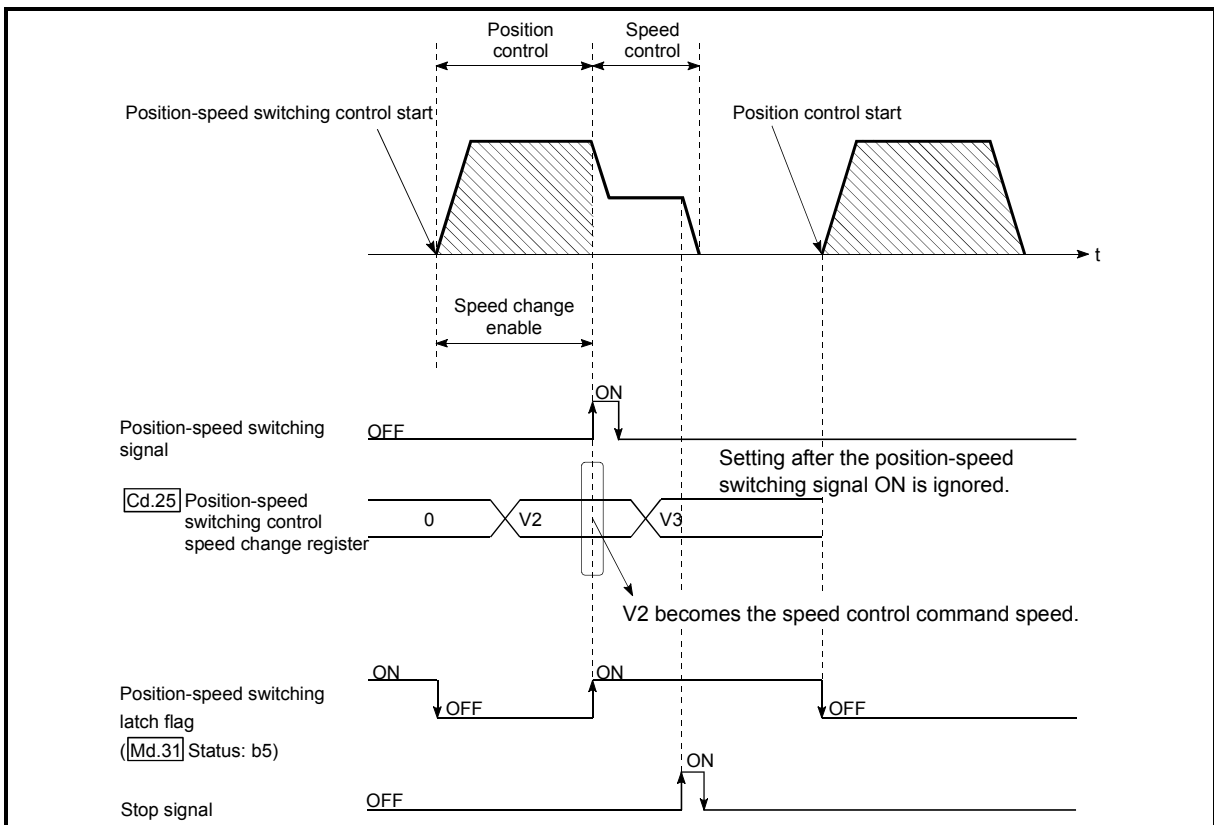 Position
control
Speed
control
Position-speed switching control start
Position control start
t
Speed change
enable
ON
Position-speed switching
signal
OFF
Setting after the position-speed
switching signal ON is ignored.
Cd.25 Position-speed
switching control
speed change register
0
V2
V3
V2 becomes the speed control command speed.
ON
ON
Position-speed switching
latch flag
(Md.31 Status: b5)
OFF
OFF
ON
Stop signal
OFF